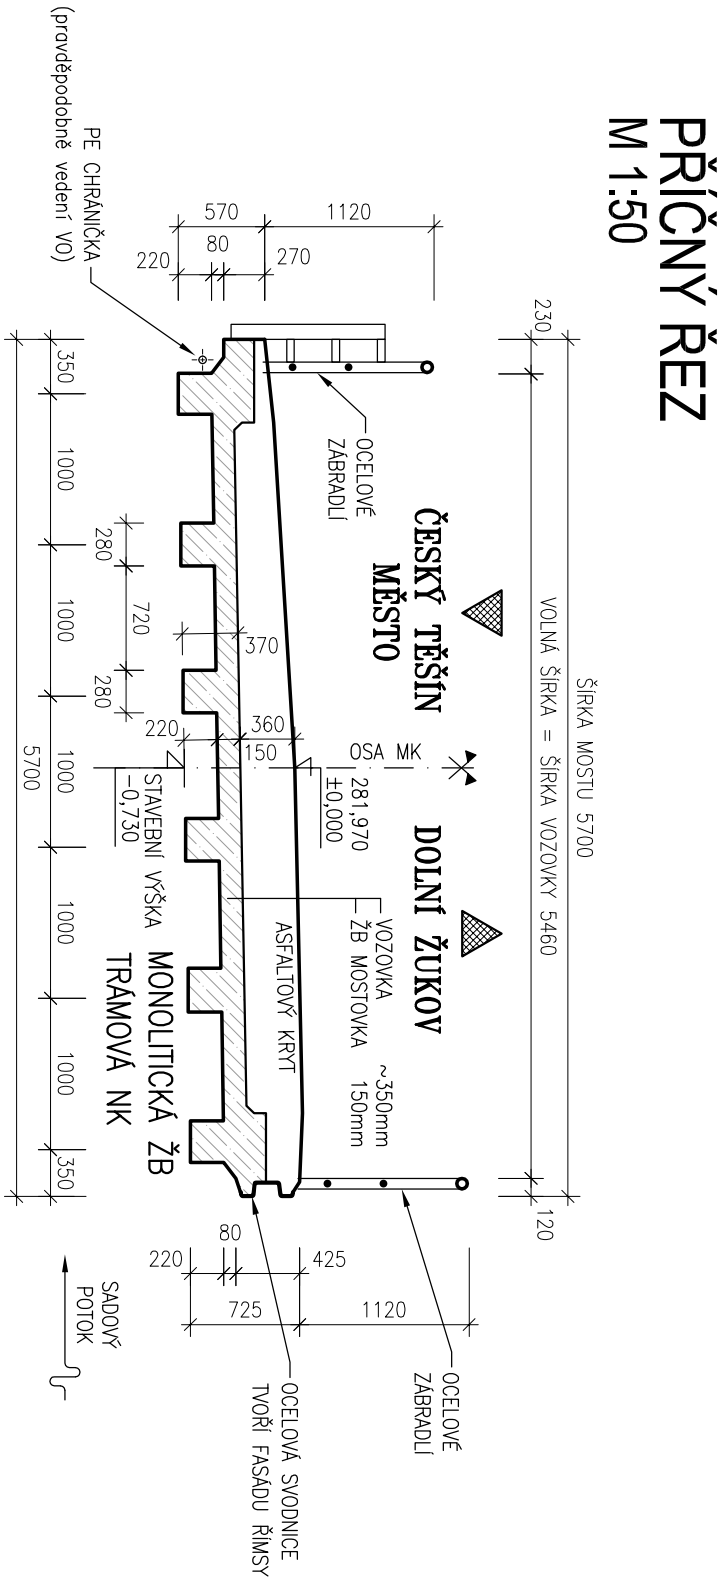 PŘÍČNÝ ŘEZ
M 1:50
ŠÍŘKA MOSTU 5700
VOLNÁ ŠÍŘKA = ŠÍŘKA VOZOVKY 5460
230
120
1120
570
270
80
220
OCELOVÉ
ZÁBRADLÍ
ČESKÝ TĚŠÍN
MĚSTO
DOLNÍ ŽUKOV
OSA MK
281,970
±0,000
VOZOVKA ~350mm
ŽB MOSTOVKA 150mm
ASFALTOVÝ KRYT
OCELOVÉ
ZÁBRADLÍ
1120
425
725
80
220
370
360
150
220
280
720
280
STAVEBNÍ VÝŠKA
-0,730
MONOLITICKÁ ŽB
TRÁMOVÁ NK
OCELOVÁ SVODNICE
TVOŘÍ FASÁDU ŘÍMSY
PE CHRÁNIČKA
(pravděpodobně vedení VO)
350
1000
1000
1000
1000
1000
350
5700
SADOVÝ
POTOK